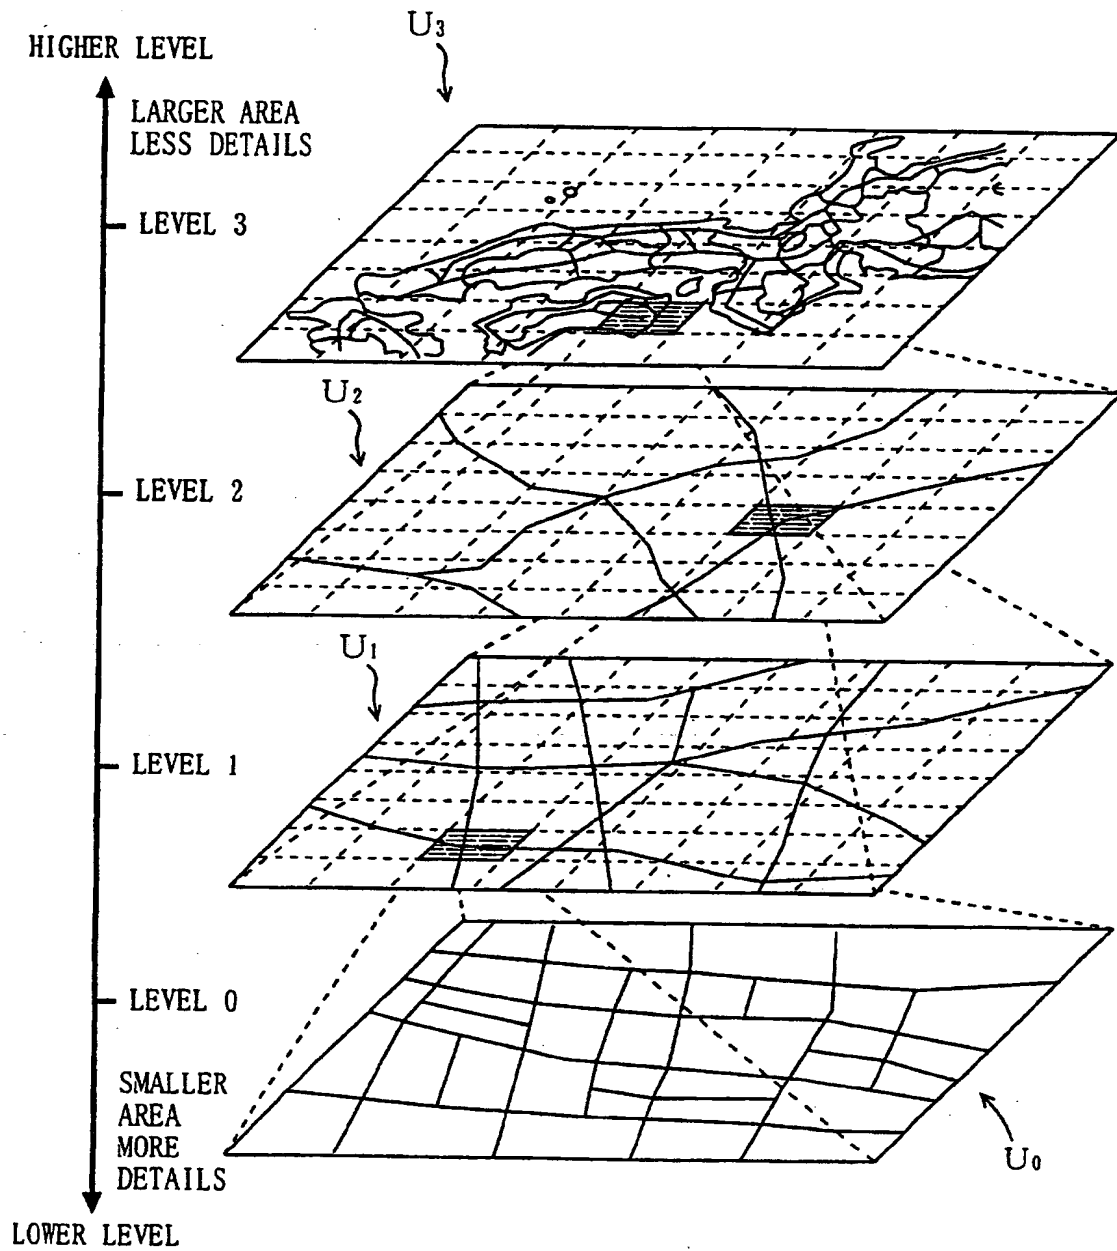 U₃
HIGHER LEVEL
LARGER AREA
LESS DETAILS
LEVEL 3
U₂
LEVEL 2
U₁
LEVEL 1
LEVEL 0
SMALLER
AREA
MORE
DETAILS
U₀
LOWER LEVEL